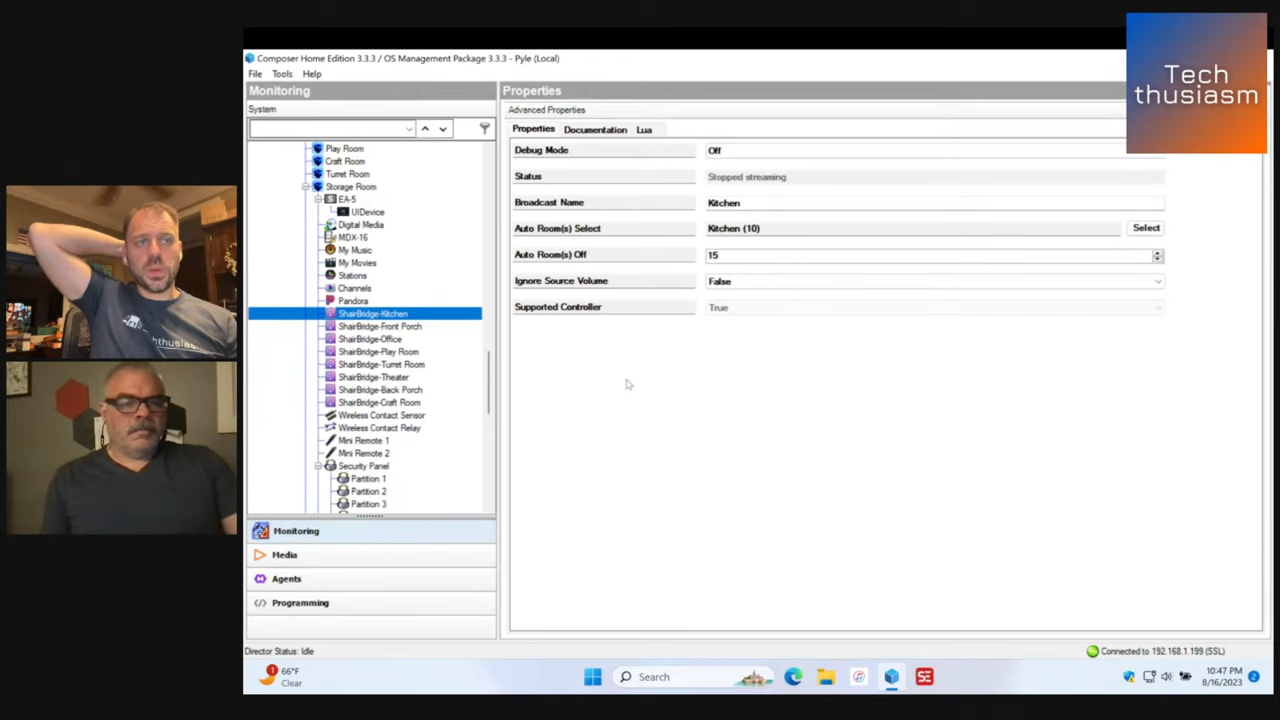 Composer Home Edition 3.3.3 / OS Management Package 3.3.3 - Pyle (Local)
File Tools Help
Tech
thusiasm
Monitoring
System
Play Room
Craft Room
Turret Room
Storage Room
EA-5
UIDevice
Digital Media
MDX-16
My Music
My Movies
Stations
Channels
Pandora
ShairBridge-Kitchen
ShairBridge-Front Porch
ShairBridge-Office
ShairBridge-Play Room
ShairBridge-Turret Room
ShairBridge-Theater
ShairBridge-Back Porch
ShairBridge-Craft Room
Wireless Contact Sensor
Wireless Contact Relay
Mini Remote 1
Mini Remote 2
Security Panel
Partition 1
Partition 2
Partition 3
Monitoring
Media
Agents
Programming
Properties
Advanced Properties
Properties Documentation Lua
Debug Mode Off
Status Stopped streaming
Broadcast Name Kitchen
Auto Room(s) Select Kitchen (10) Select
Auto Room(s) Off 15
Ignore Source Volume False
Supported Controller True
Director Status: Idle
Connected to 192.168.1.199 (SSL)
1
66°F
Clear
Search
SE
10:47 PM
8/16/2023
2